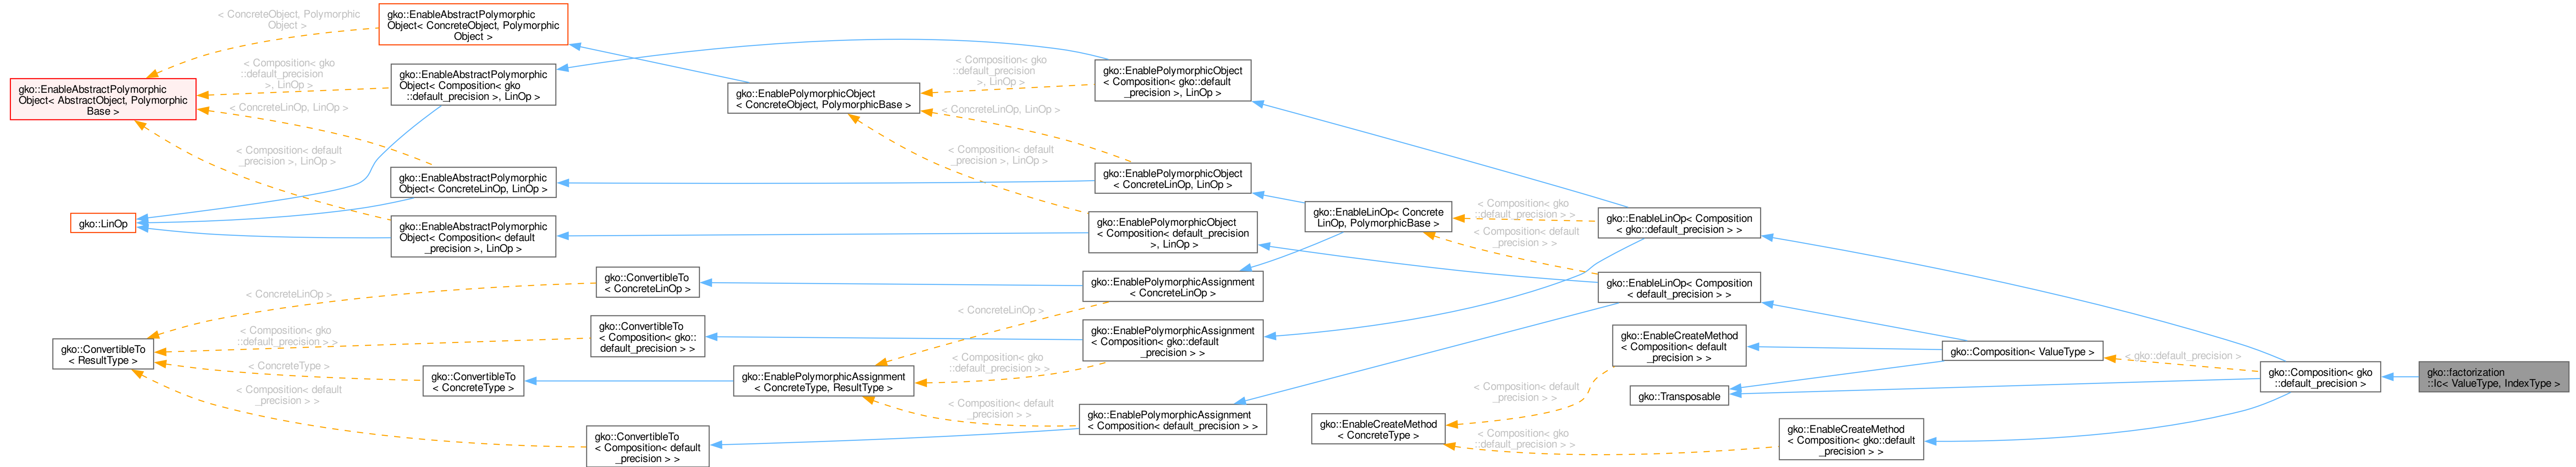 < ConcreteObject, Polymorphic
Object >
gko::EnableAbstractPolymorphic
Object< ConcreteObject, Polymorphic
Object >
< Composition< gko
::default_precision
>, LinOp >
gko::EnableAbstractPolymorphic
Object< AbstractObject, Polymorphic
Base >
< ConcreteLinOp, LinOp >
< Composition< default
_precision >, LinOp >
gko::LinOp
gko::EnableAbstractPolymorphic
Object< Composition< gko
::default_precision >, LinOp >
gko::EnableAbstractPolymorphic
Object< ConcreteLinOp, LinOp >
gko::EnableAbstractPolymorphic
Object< Composition< default
_precision >, LinOp >
gko::EnablePolymorphicObject
< ConcreteObject, PolymorphicBase >
< Composition< gko
::default_precision
>, LinOp >
< ConcreteLinOp, LinOp >
< Composition< default
_precision >, LinOp >
gko::EnablePolymorphicObject
< Composition< gko::default
_precision >, LinOp >
gko::EnablePolymorphicObject
< ConcreteLinOp, LinOp >
gko::EnablePolymorphicObject
< Composition< default_precision
>, LinOp >
gko::EnableLinOp< Concrete
LinOp, PolymorphicBase >
< Composition< gko
::default_precision > >
< Composition< default
_precision > >
gko::EnableLinOp< Composition
< gko::default_precision > >
gko::EnableLinOp< Composition
< default_precision > >
< ConcreteLinOp >
< Composition< gko
::default_precision > >
< ConcreteType >
< Composition< default
_precision > >
gko::ConvertibleTo
< ResultType >
gko::ConvertibleTo
< ConcreteLinOp >
gko::ConvertibleTo
< Composition< gko::
default_precision > >
gko::ConvertibleTo
< ConcreteType >
gko::ConvertibleTo
< Composition< default
_precision > >
gko::EnablePolymorphicAssignment
< ConcreteType, ResultType >
< ConcreteLinOp >
< Composition< gko
::default_precision > >
< Composition< default
_precision > >
gko::EnablePolymorphicAssignment
< ConcreteLinOp >
gko::EnablePolymorphicAssignment
< Composition< gko::default
_precision > >
gko::EnablePolymorphicAssignment
< Composition< default_precision > >
gko::EnableCreateMethod
< ConcreteType >
< Composition< default
_precision > >
< Composition< gko
::default_precision > >
gko::EnableCreateMethod
< Composition< default
_precision > >
gko::Transposable
gko::EnableCreateMethod
< Composition< gko::default
_precision > >
gko::Composition< ValueType >
< gko::default_precision >
gko::Composition< gko
::default_precision >
gko::factorization
::Ic< ValueType, IndexType >